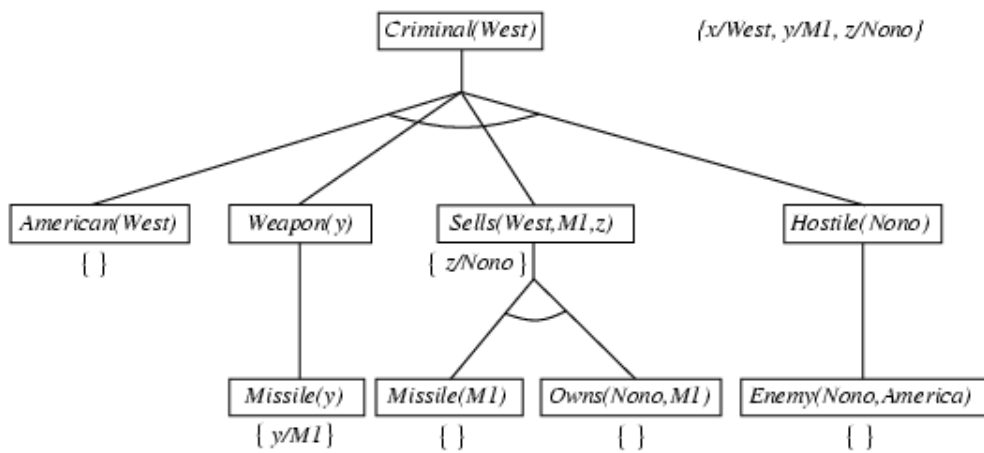 Criminal(West) {x/West, y/M1, z/Nono}
American(West) Weapon(y) Sells(West,M1,z) Hostile(Nono)
{ } { z/Nono }
Missile(y) Missile(M1) Owns(Nono,M1) Enemy(Nono,America)
{ y/M1 } { } { } { }